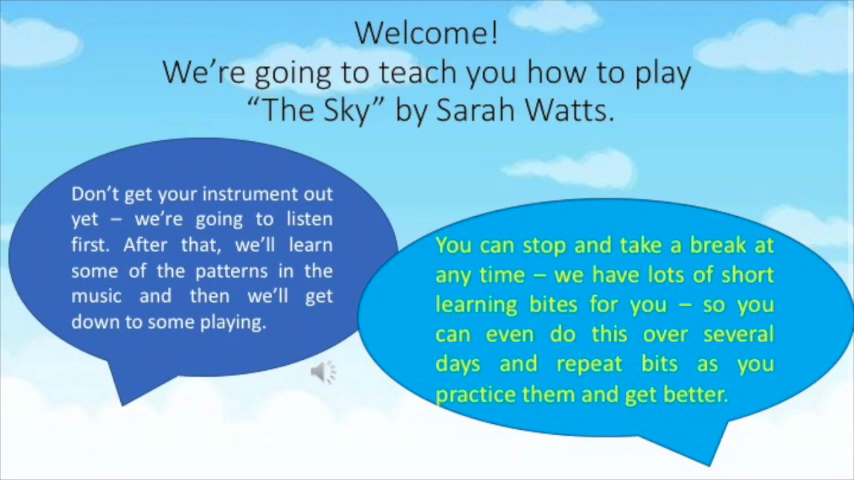 Welcome!
We’re going to teach you how to play
“The Sky” by Sarah Watts.
Don’t get your instrument out
yet – we’re going to listen
first. After that, we’ll learn
some of the patterns in the
music and then we’ll get
down to some playing.
You can stop and take a break at
any time – we have lots of short
learning bites for you – so you
can even do this over several
days and repeat bits as you
practice them and get better.